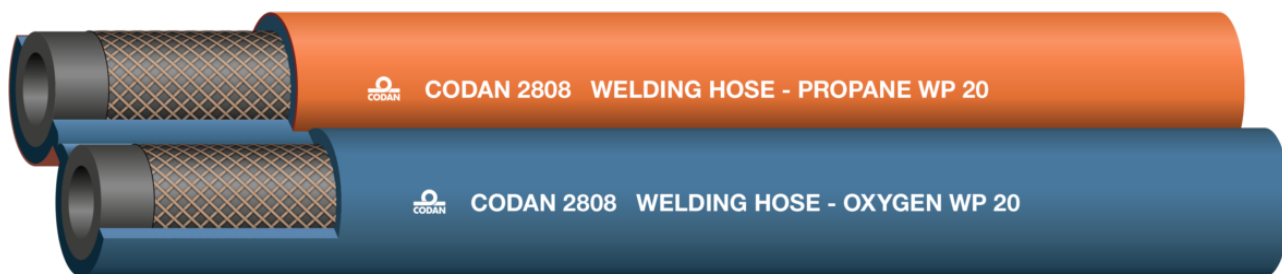 CODAN CODAN 2808 WELDING HOSE - PROPANE WP 20
CODAN CODAN 2808 WELDING HOSE - OXYGEN WP 20